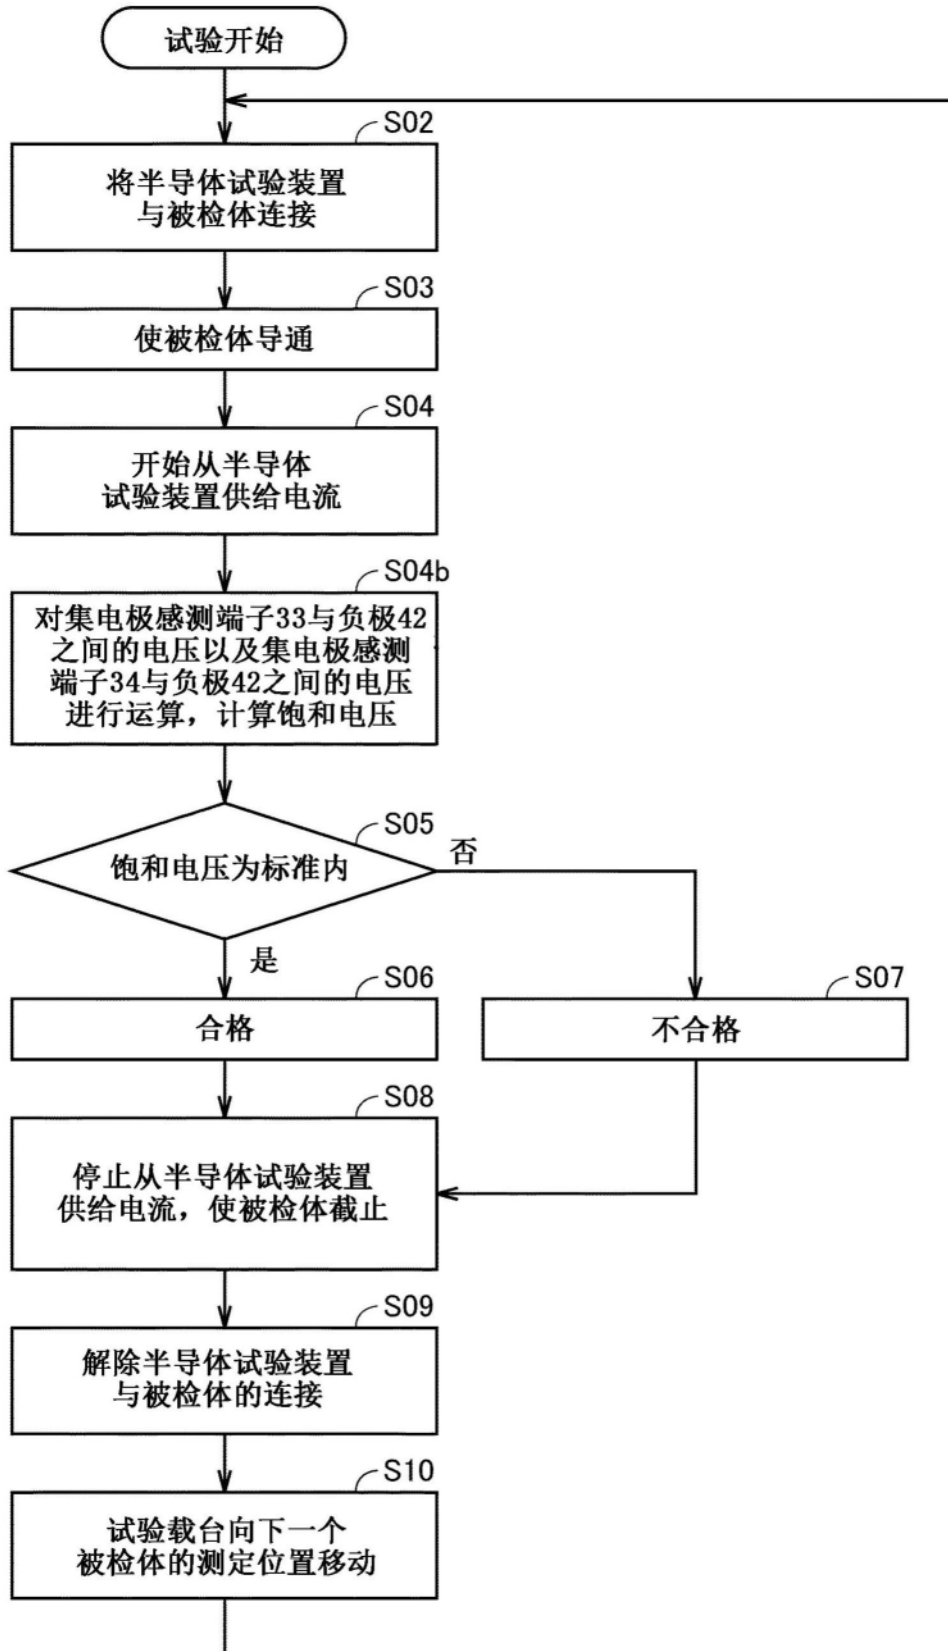 试验开始
S02
将半导体试验装置
与被检体连接
S03
使被检体导通
S04
开始从半导体
试验装置供给电流
S04b
对集电极感测端子33与负极42
之间的电压以及集电极感测
端子34与负极42之间的电压
进行运算，计算饱和电压
S05
饱和电压为标准内
否
是
S06
合格
S07
不合格
S08
停止从半导体试验装置
供给电流，使被检体截止
S09
解除半导体试验装置
与被检体的连接
S10
试验载台向下一个
被检体的测定位置移动